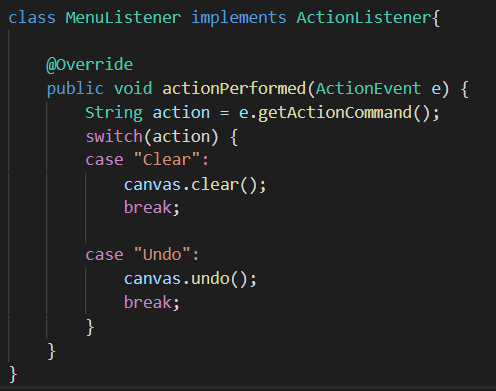 class MenuListener implements ActionListener{
@Override
public void actionPerformed(ActionEvent e) {
String action = e.getActionCommand();
switch(action) {
case "Clear":
canvas.clear();
break;
case "Undo":
canvas.undo();
break;
}
}
}